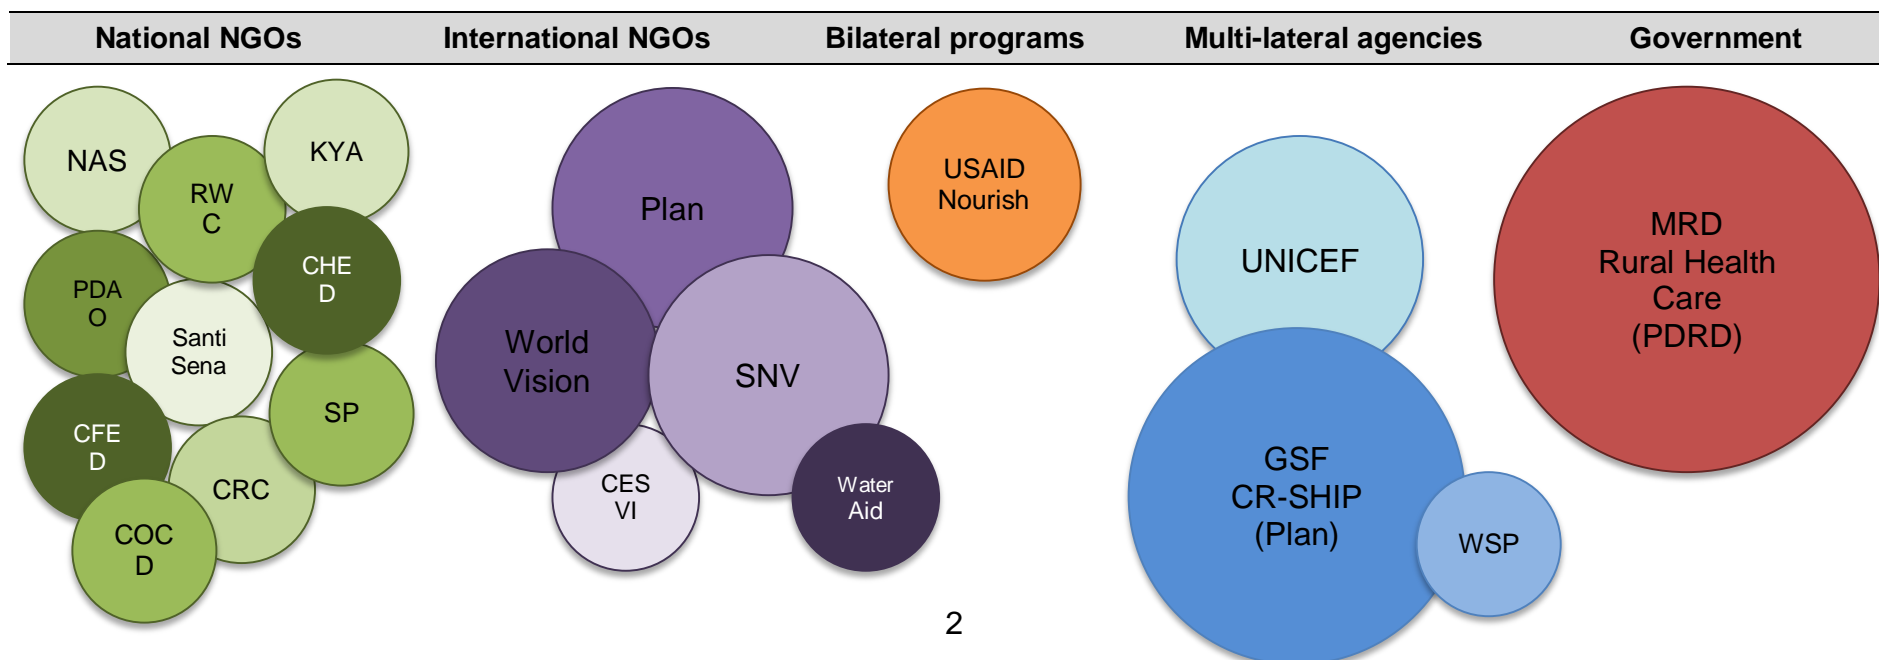 National NGOs International NGOs Bilateral programs Multi-lateral agencies Government
NAS
KYA
RW
C
CHE
D
PDA
O
Santi
Sena
SP
CFE
D
CRC
COC
D
Plan
World
Vision
SNV
CES
VI
Water
Aid
USAID
Nourish
UNICEF
GSF
CR-SHIP
(Plan)
WSP
MRD
Rural Health
Care
(PDRD)
2